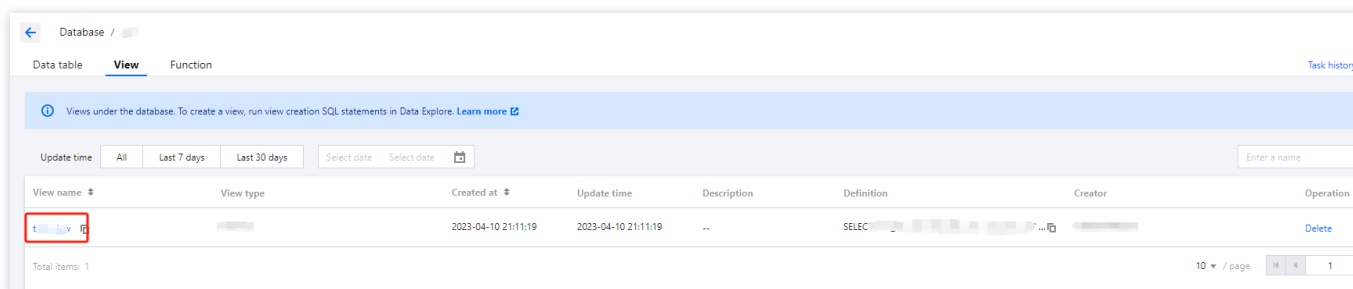 Database /
Data table View Function Task history
Views under the database. To create a view, run view creation SQL statements in Data Explore. Learn more
Update time All Last 7 days Last 30 days Select date Select date Enter a name
View name View type Created at Update time Description Definition Creator Operation
2023-04-10 21:11:19 2023-04-10 21:11:19 -- SELEC ... Delete
Total items: 1 10 / page 1